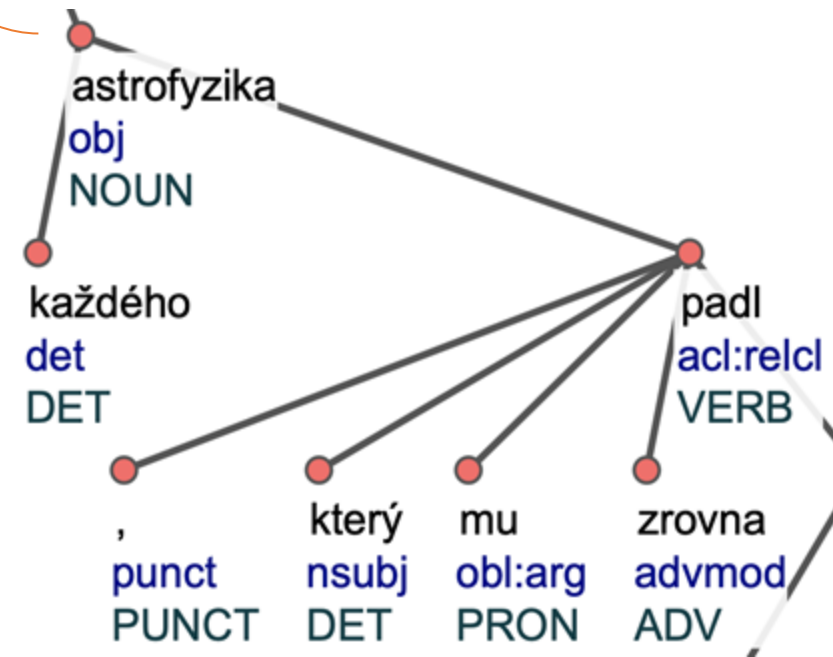 astrofyzika
obj
NOUN
každého
det
DET
padl
acl:relcl
VERB
,
punct
PUNCT
který
nsubj
DET
mu
obl:arg
PRON
zrovna
advmod
ADV